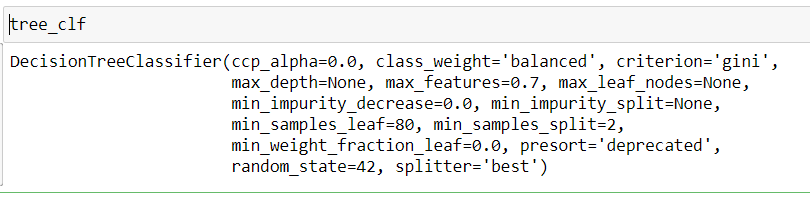 tree_clf
DecisionTreeClassifier(ccp_alpha=0.0, class_weight='balanced', criterion='gini',
max_depth=None, max_features=0.7, max_leaf_nodes=None,
min_impurity_decrease=0.0, min_impurity_split=None,
min_samples_leaf=80, min_samples_split=2,
min_weight_fraction_leaf=0.0, presort='deprecated',
random_state=42, splitter='best')